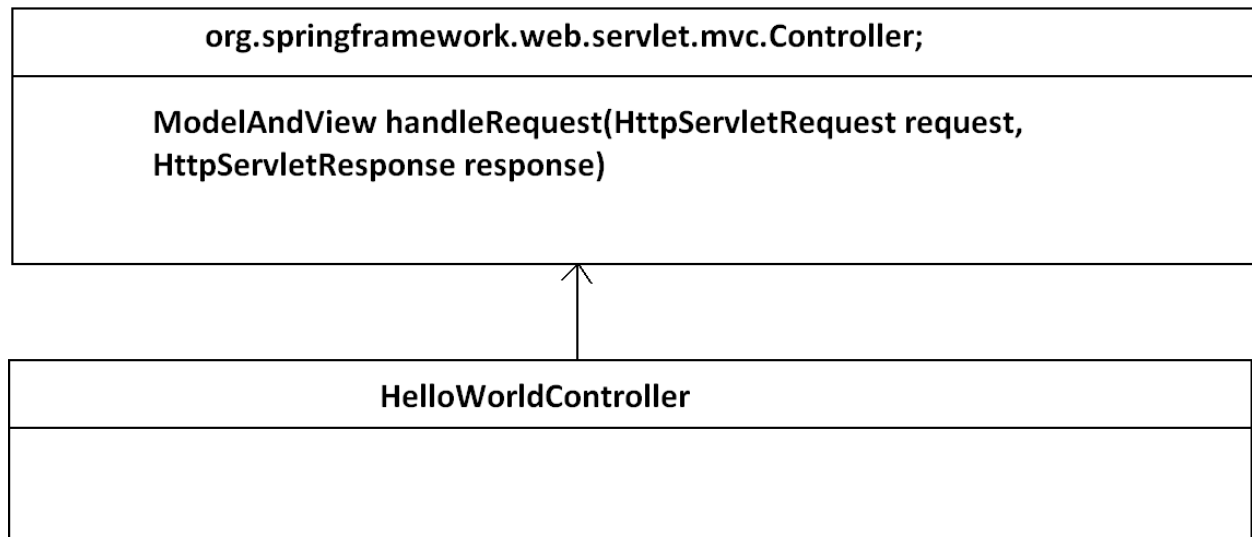 org.springframework.web.servlet.mvc.Controller;
ModelAndView handleRequest(HttpServletRequest request,
HttpServletResponse response)
HelloWorldController